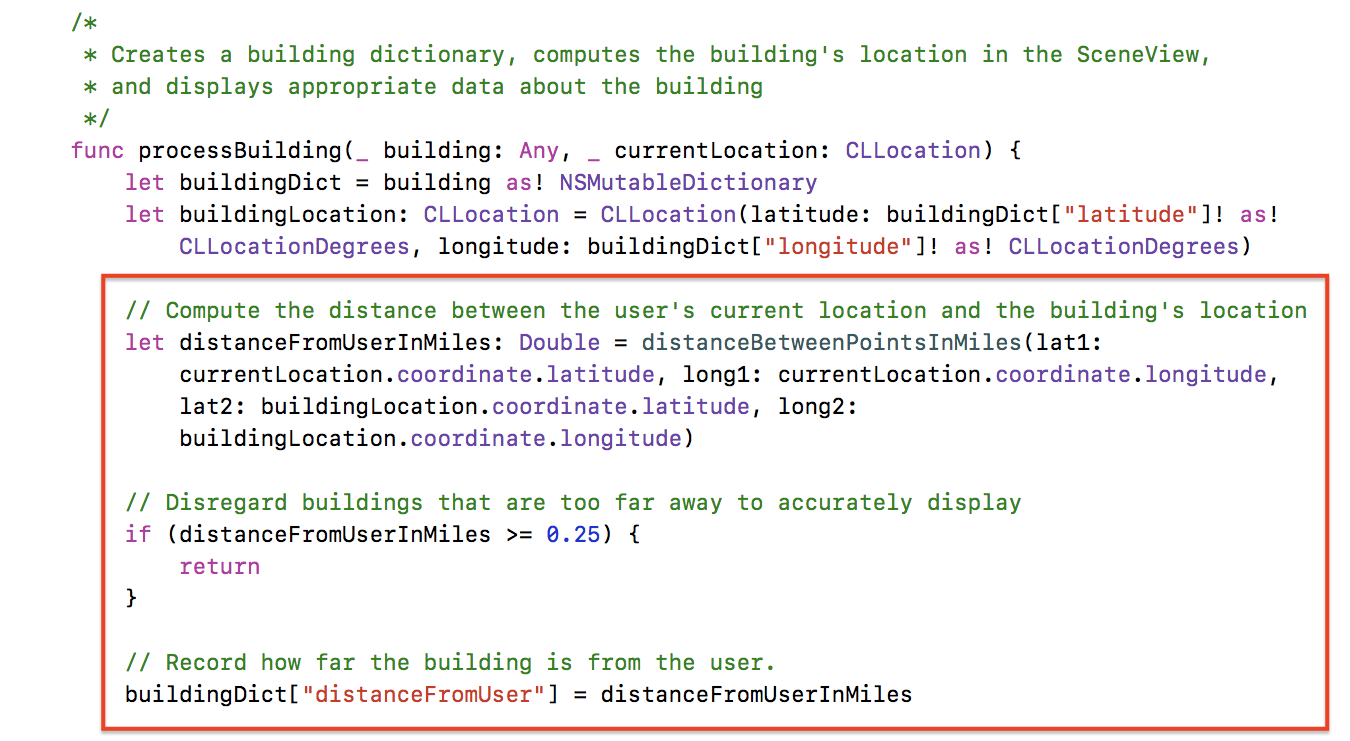 /*
 * Creates a building dictionary, computes the building's location in the SceneView,
 * and displays appropriate data about the building
 */
func processBuilding(_ building: Any, _ currentLocation: CLLocation) {
    let buildingDict = building as! NSMutableDictionary
    let buildingLocation: CLLocation = CLLocation(latitude: buildingDict["latitude"]! as!
        CLLocationDegrees, longitude: buildingDict["longitude"]! as! CLLocationDegrees)
    // Compute the distance between the user's current location and the building's location
    let distanceFromUserInMiles: Double = distanceBetweenPointsInMiles(lat1:
        currentLocation.coordinate.latitude, long1: currentLocation.coordinate.longitude,
        lat2: buildingLocation.coordinate.latitude, long2:
        buildingLocation.coordinate.longitude)
    // Disregard buildings that are too far away to accurately display
    if (distanceFromUserInMiles >= 0.25) {
        return
    }
    // Record how far the building is from the user.
    buildingDict["distanceFromUser"] = distanceFromUserInMiles